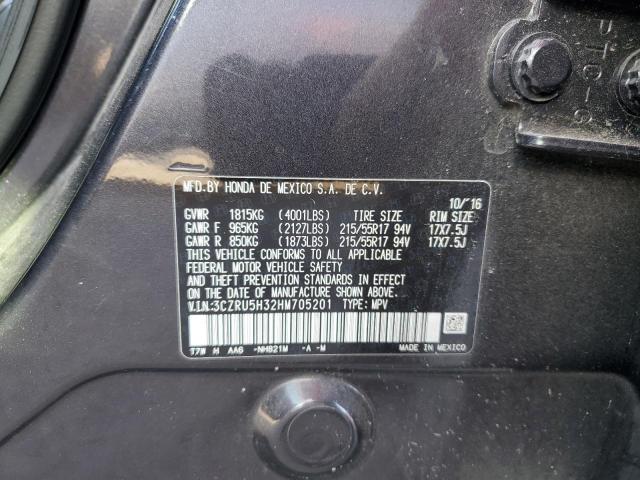 PTC-G
MFD.BY HONDA DE MEXICO S.A. DE C.V. 10/'16
GVWR 1815KG (4001LBS) TIRE SIZE RIM SIZE
GAWR F 965KG (2127LBS) 215/55R17 94V 17X7.5J
GAWR R 850KG (1873LBS) 215/55R17 94V 17X7.5J
THIS VEHICLE CONFORMS TO ALL APPLICABLE
FEDERAL MOTOR VEHICLE SAFETY
AND THEFT PREVENTION STANDARDS IN EFFECT
ON THE DATE OF MANUFACTURE SHOWN ABOVE.
V.I.N.:3CZRU5H32HM705201 TYPE: MPV
T7W H AA6 -NH821M -A -M MADE IN MEXICO